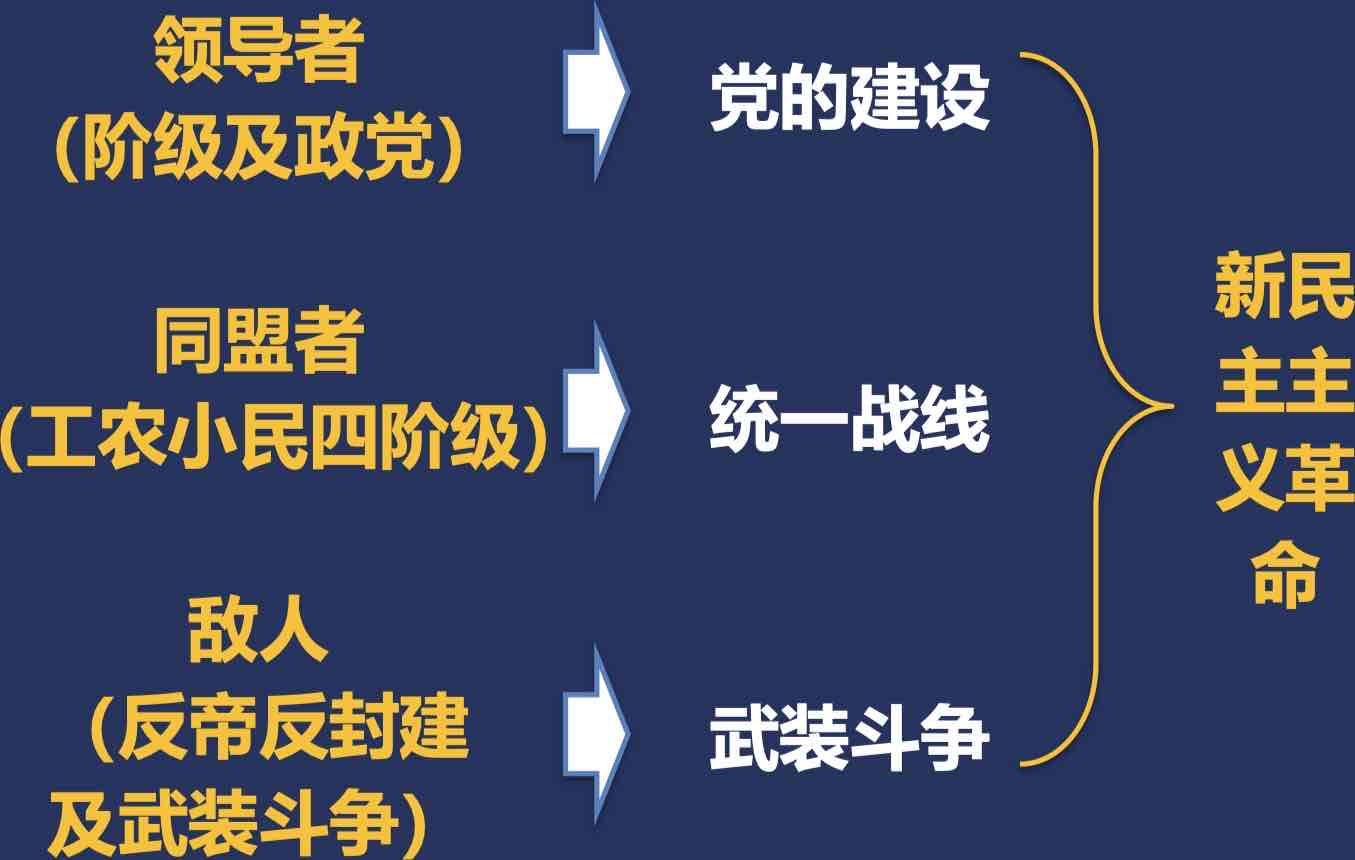 领导者
（阶级及政党）
党的建设
同盟者
（工农小民四阶级）
统一战线
敌人
（反帝反封建
及武装斗争）
武装斗争
新民
主主
义革
命